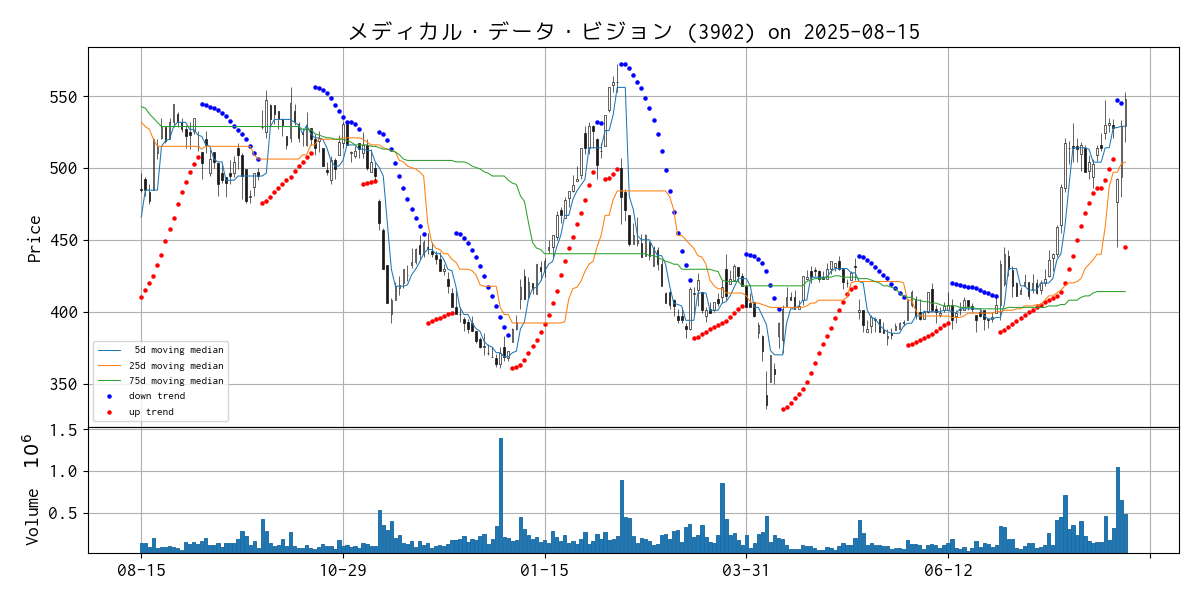 メディカル・データ・ビジョン (3902) on 2025-08-15
Price
550
500
450
400
350
5d moving median
25d moving median
75d moving median
down trend
up trend
Volume 10^6
1.5
1.0
0.5
08-15 10-29 01-15 03-31 06-12